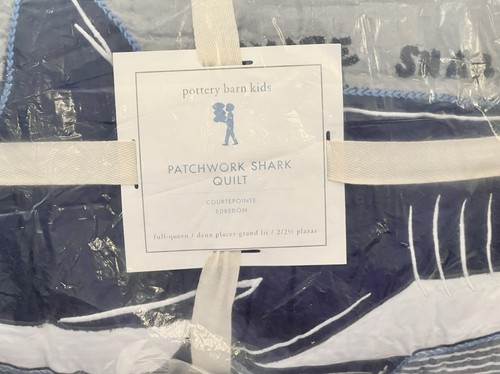 pottery barn kids
PATCHWORK SHARK
QUILT
COURTEPOINTE
EDREDÓN
full-queen / deux places-grand lit / 2/2½ plazas